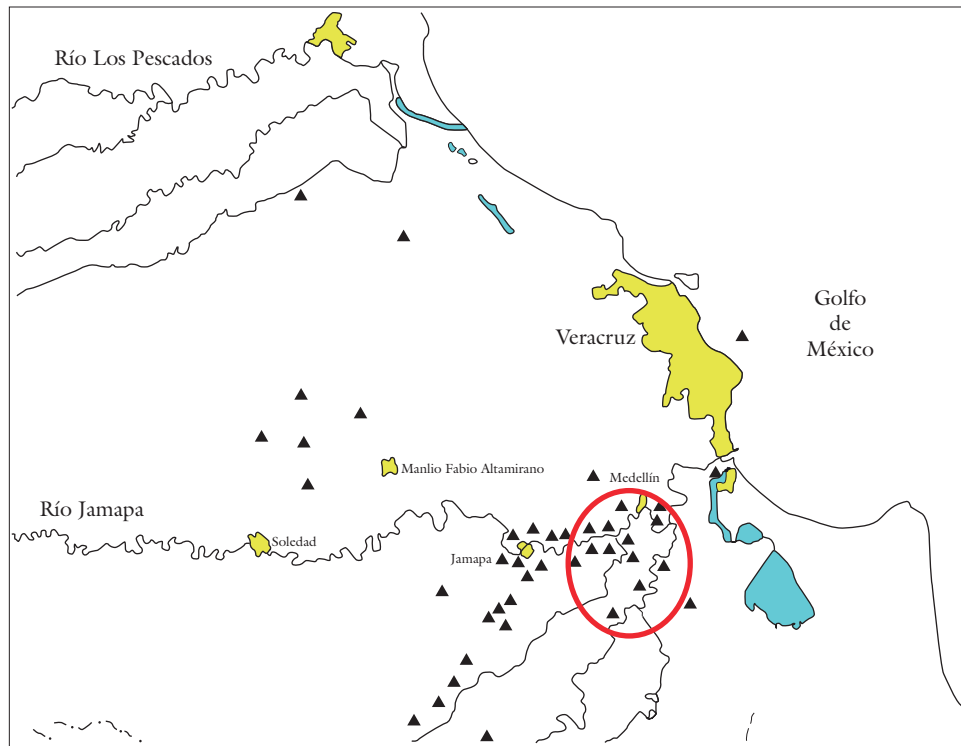 Río Los Pescados
Golfo
de
México
Veracruz
Manlio Fabio Altamirano
Medellín
Río Jamapa
Soledad
Jamapa